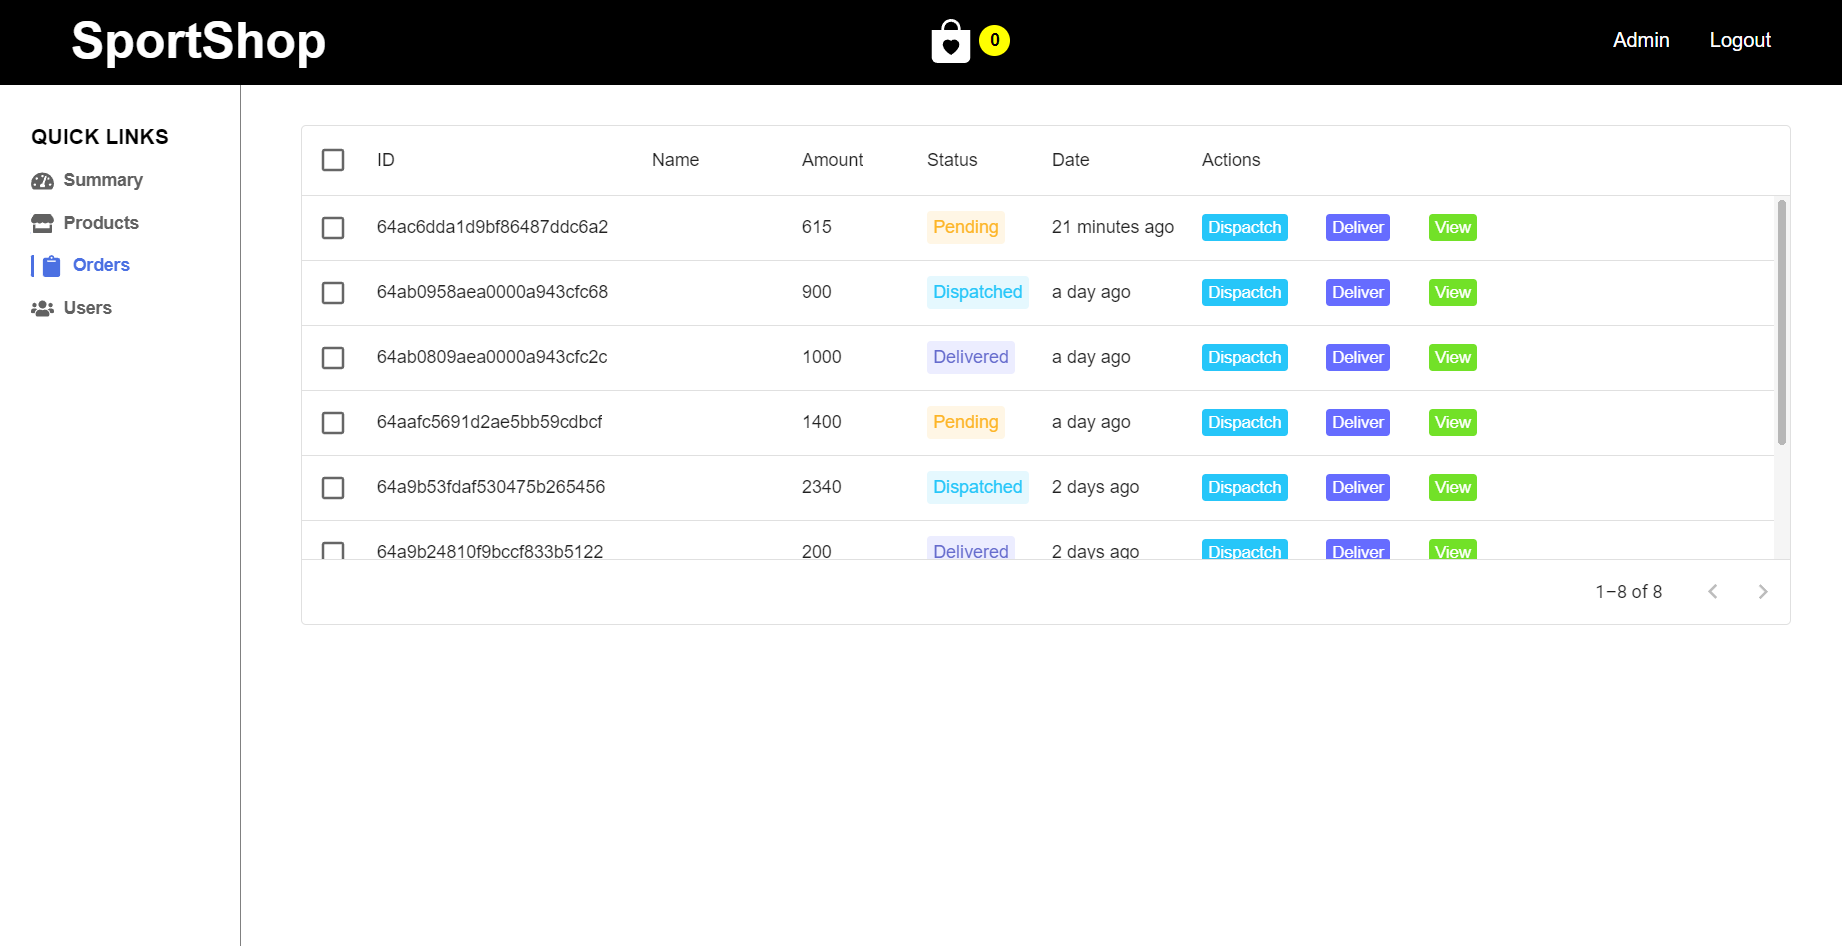 SportShop 0 Admin Logout
QUICK LINKS
Summary
Products
Orders
Users
ID Name Amount Status Date Actions
64ac6dda1d9bf86487ddc6a2 615 Pending 21 minutes ago Dispactch Deliver View
64ab0958aea0000a943cfc68 900 Dispatched a day ago Dispactch Deliver View
64ab0809aea0000a943cfc2c 1000 Delivered a day ago Dispactch Deliver View
64aafc5691d2ae5bb59cdbcf 1400 Pending a day ago Dispactch Deliver View
64a9b53fdaf530475b265456 2340 Dispatched 2 days ago Dispactch Deliver View
64a9b24810f9bccf833b5122 200 Delivered 2 days ago Dispactch Deliver View
1–8 of 8